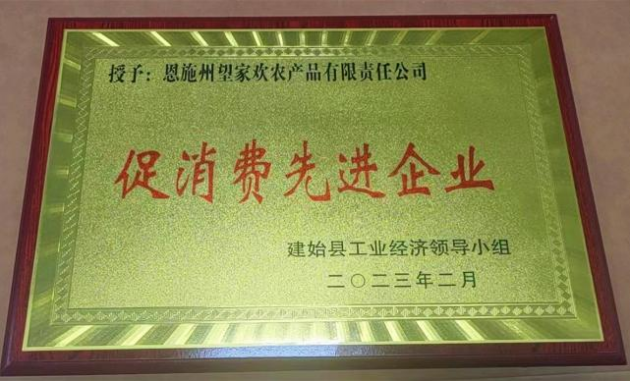 授予：恩施州望家欢农产品有限责任公司
促消费先进企业
建始县工业经济领导小组
二〇二三年二月